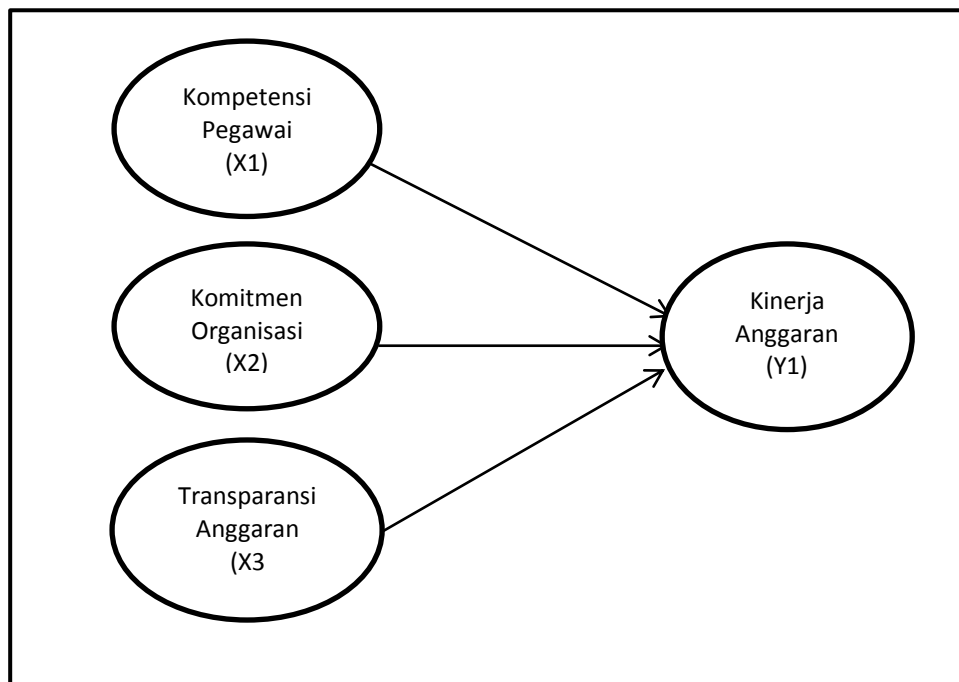 Kompetensi
Pegawai
(X1)
Komitmen
Organisasi
(X2)
Transparansi
Anggaran
(X3
Kinerja
Anggaran
(Y1)